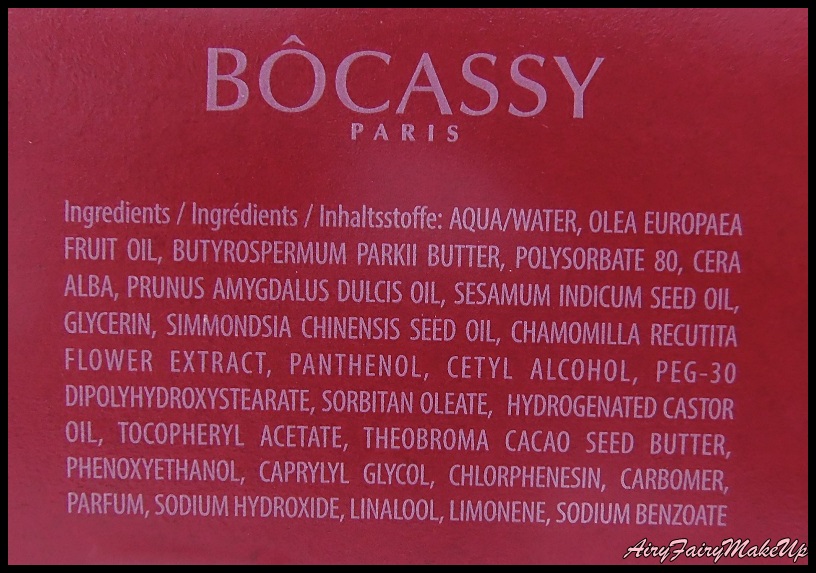 BÔCASSY
PARIS
Ingredients / Ingrédients / Inhaltsstoffe: AQUA/WATER, OLEA EUROPAEA
FRUIT OIL, BUTYROSPERMUM PARKII BUTTER, POLYSORBATE 80, CERA
ALBA, PRUNUS AMYGDALUS DULCIS OIL, SESAMUM INDICUM SEED OIL,
GLYCERIN, SIMMONDSIA CHINENSIS SEED OIL, CHAMOMILLA RECUTITA
FLOWER EXTRACT, PANTHENOL, CETYL ALCOHOL, PEG-30
DIPOLYHYDROXYSTEARATE, SORBITAN OLEATE, HYDROGENATED CASTOR
OIL, TOCOPHERYL ACETATE, THEOBROMA CACAO SEED BUTTER,
PHENOXYETHANOL, CAPRYLYL GLYCOL, CHLORPHENESIN, CARBOMER,
PARFUM, SODIUM HYDROXIDE, LINALOOL, LIMONENE, SODIUM BENZOATE
AiryFairyMakeUp